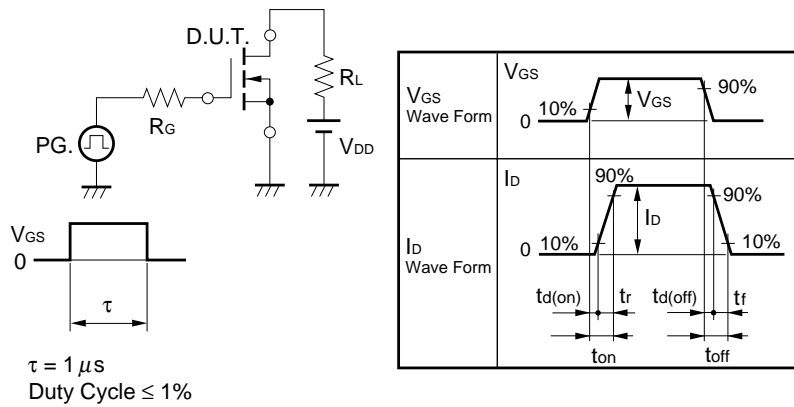 D.U.T.
RL
RG
PG.
VDD
VGS
0
τ
τ = 1 μs
Duty Cycle ≤ 1%
VGS
Wave Form
VGS
10%
0
VGS
90%
ID
Wave Form
ID
90%
90%
0
10%
ID
10%
td(on)
tr
td(off)
tf
ton
toff